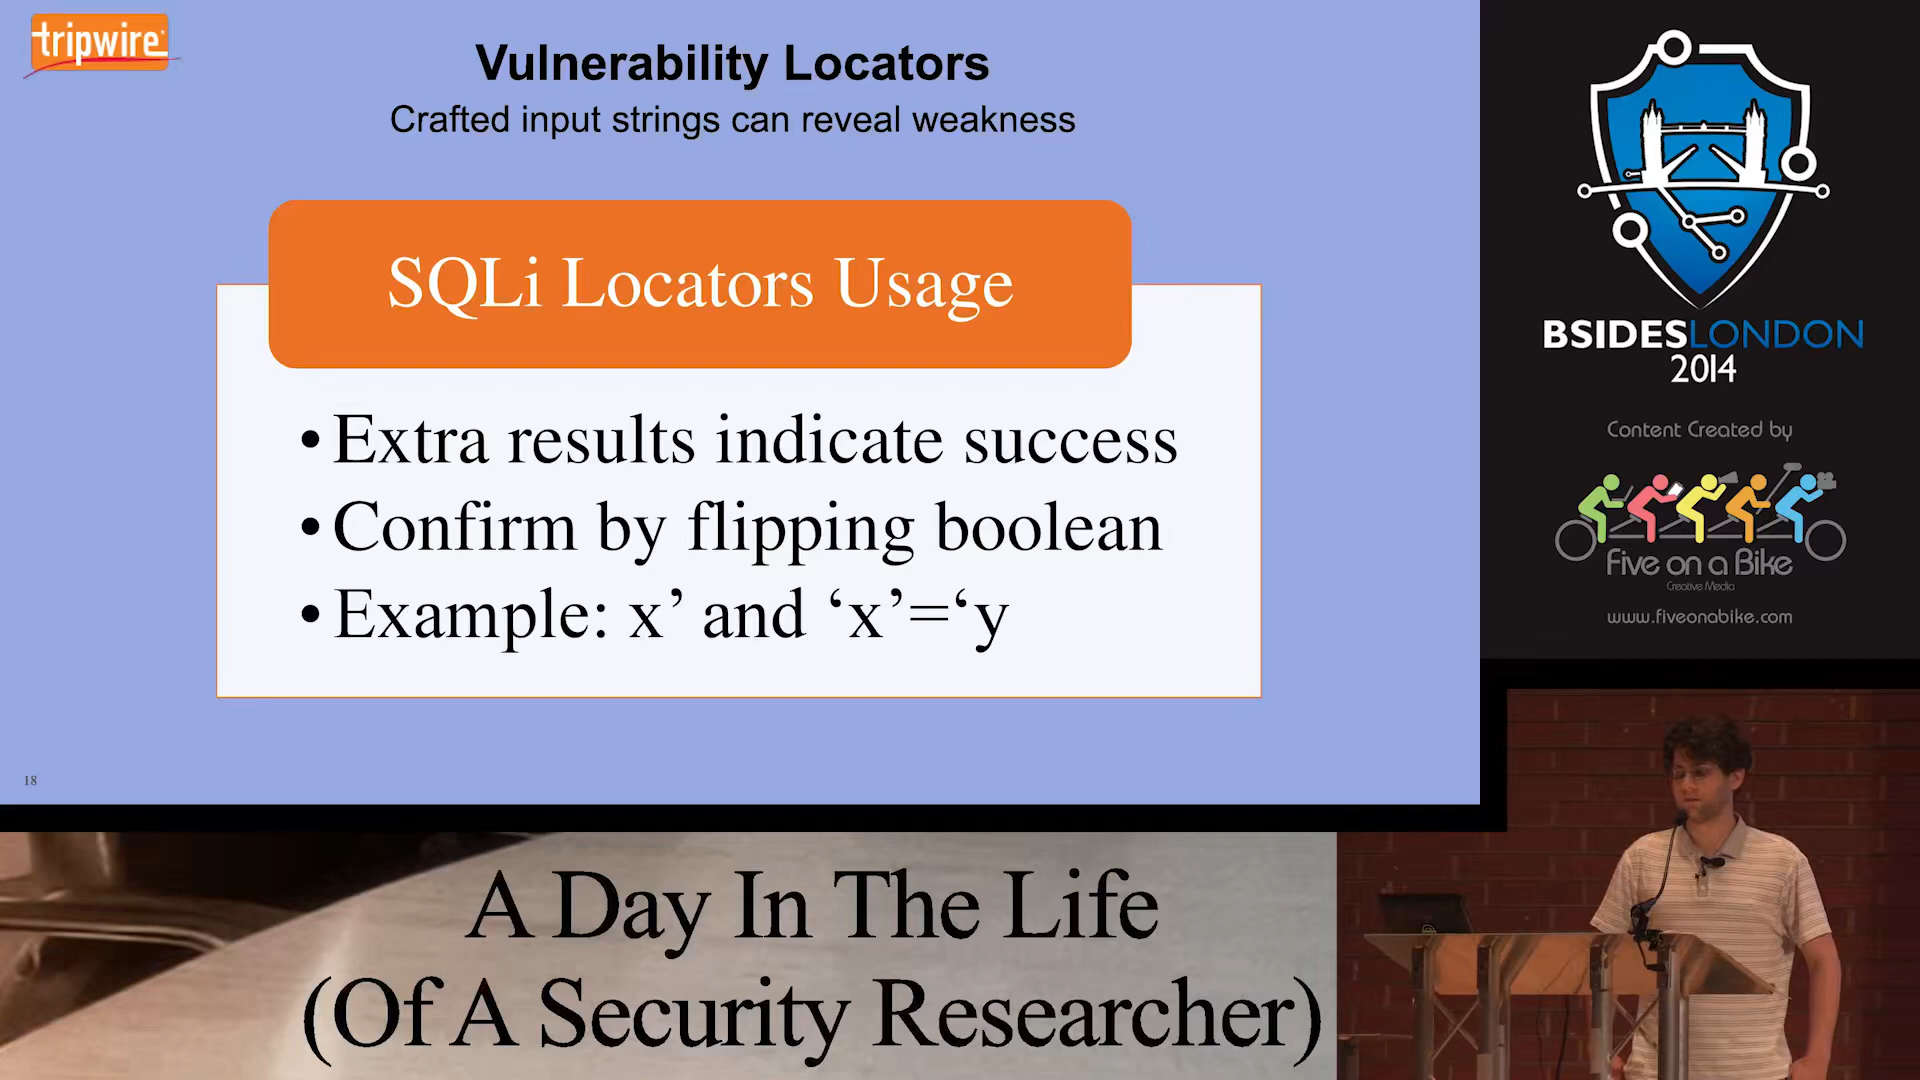 tripwire
Vulnerability Locators
Crafted input strings can reveal weakness
SQLi Locators Usage
•Extra results indicate success
•Confirm by flipping boolean
•Example: x’ and ‘x’=‘y
18
BSIDESLONDON
2014
Content Created by
Five on a Bike
Creative Media
www.fiveonabike.com
A Day In The Life
(Of A Security Researcher)